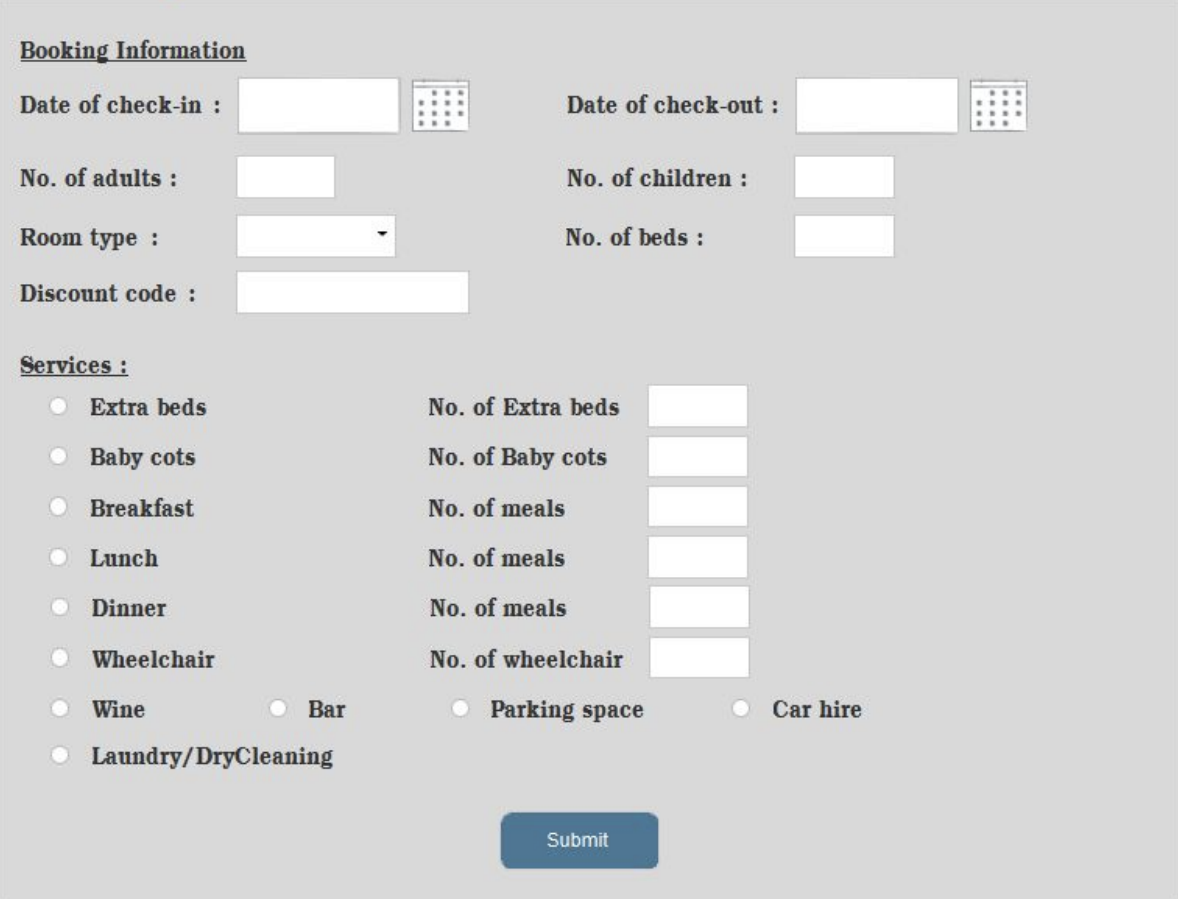 Booking Information
Date of check-in : Date of check-out :
No. of adults : No. of children :
Room type : No. of beds :
Discount code :
Services :
Extra beds No. of Extra beds
Baby cots No. of Baby cots
Breakfast No. of meals
Lunch No. of meals
Dinner No. of meals
Wheelchair No. of wheelchair
Wine Bar Parking space Car hire
Laundry/DryCleaning
Submit